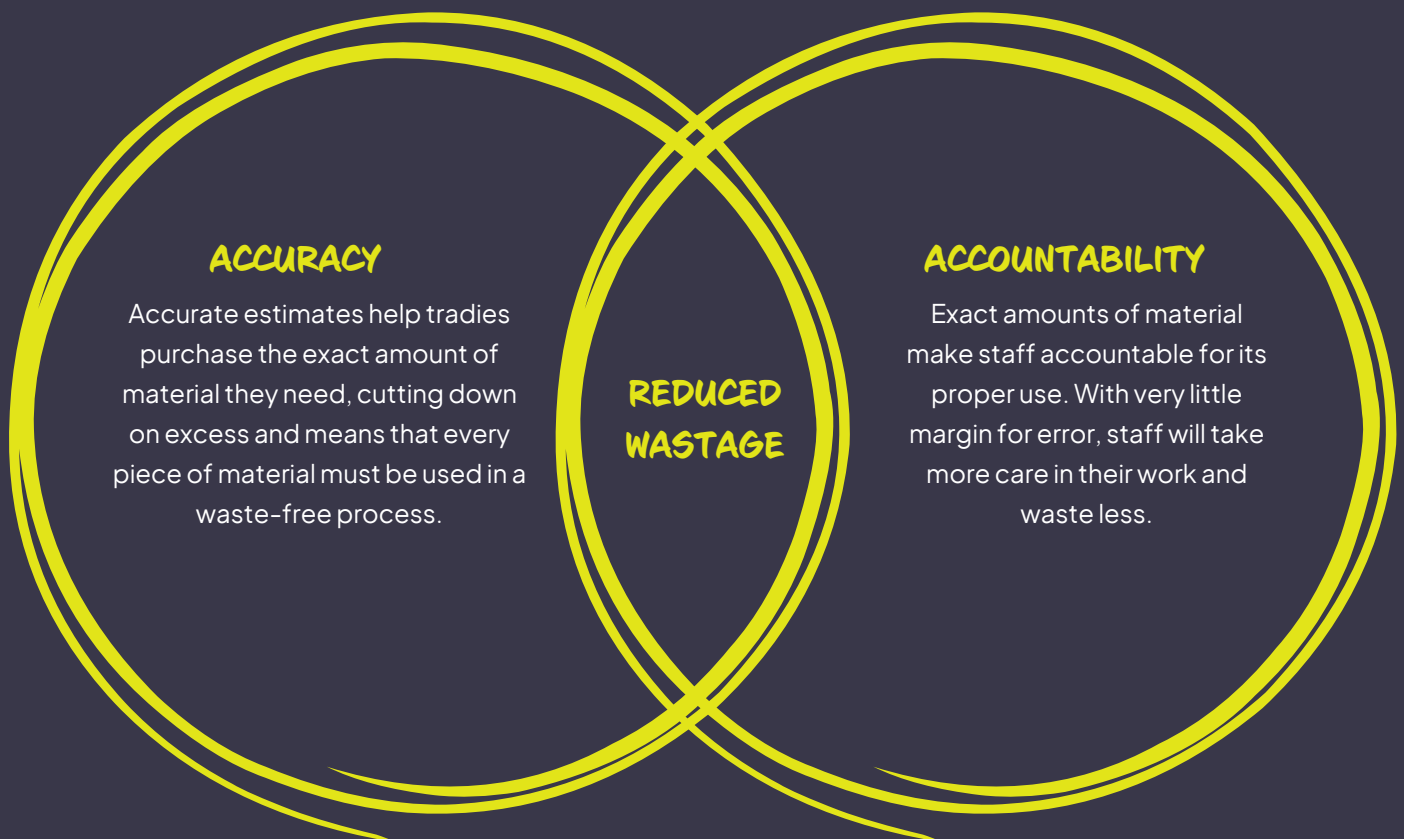 ACCURACY
Accurate estimates help tradies
purchase the exact amount of
material they need, cutting down
on excess and means that every
piece of material must be used in a
waste-free process.
REDUCED
WASTAGE
ACCOUNTABILITY
Exact amounts of material
make staff accountable for its
proper use. With very little
margin for error, staff will take
more care in their work and
waste less.